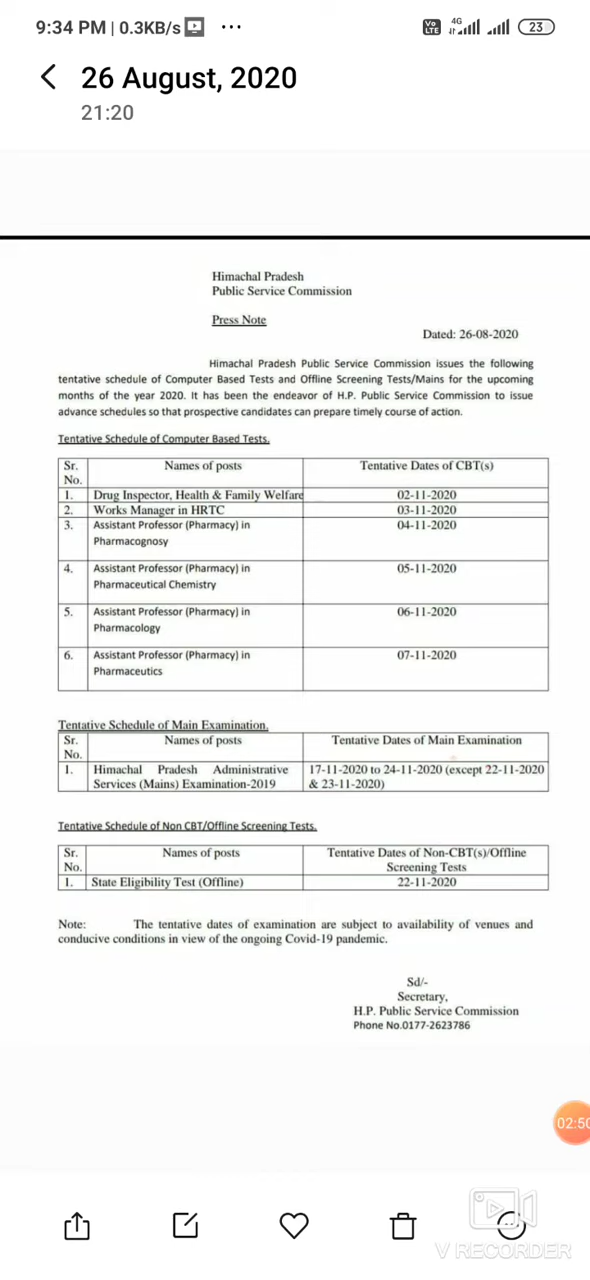 9:34 PM | 0.3KB/s ...
Vo LTE 4G 23
26 August, 2020
21:20
Himachal Pradesh
Public Service Commission
Press Note
Dated: 26-08-2020
Himachal Pradesh Public Service Commission issues the following
tentative schedule of Computer Based Tests and Offline Screening Tests/Mains for the upcoming
months of the year 2020. It has been the endeavor of H.P. Public Service Commission to issue
advance schedules so that prospective candidates can prepare timely course of action.
Tentative Schedule of Computer Based Tests.
Sr. No. Names of posts Tentative Dates of CBT(s)
1. Drug Inspector, Health & Family Welfare 02-11-2020
2. Works Manager in HRTC 03-11-2020
3. Assistant Professor (Pharmacy) in 04-11-2020
Pharmacognosy
4. Assistant Professor (Pharmacy) in 05-11-2020
Pharmaceutical Chemistry
5. Assistant Professor (Pharmacy) in 06-11-2020
Pharmacology
6. Assistant Professor (Pharmacy) in 07-11-2020
Pharmaceutics
Tentative Schedule of Main Examination.
Sr. No. Names of posts Tentative Dates of Main Examination
1. Himachal Pradesh Administrative 17-11-2020 to 24-11-2020 (except 22-11-2020
Services (Mains) Examination-2019 & 23-11-2020)
Tentative Schedule of Non CBT/Offline Screening Tests.
Sr. Names of posts Tentative Dates of Non-CBT(s)/Offline
No. Screening Tests
1. State Eligibility Test (Offline) 22-11-2020
Note: The tentative dates of examination are subject to availability of venues and
conducive conditions in view of the ongoing Covid-19 pandemic.
Sd/-
Secretary,
H.P. Public Service Commission
Phone No.0177-2623786
02:50
V RECORDER